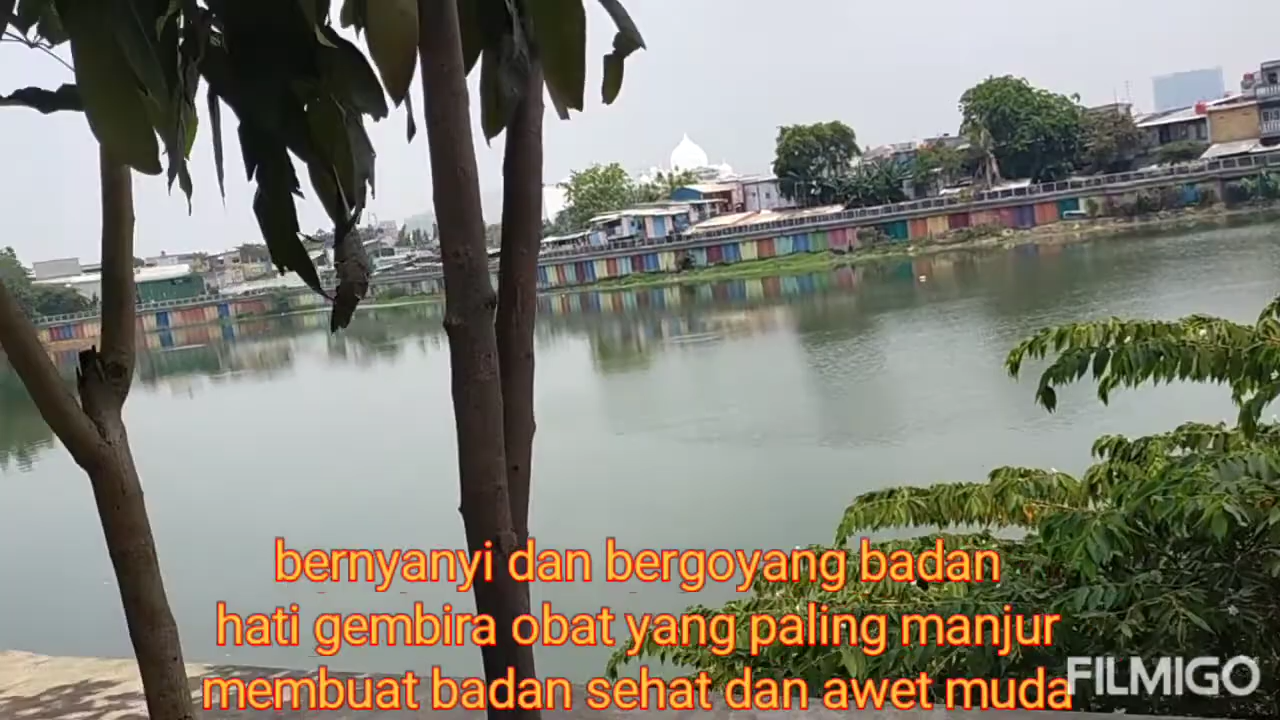 bernyanyi dan bergoyang badan
hati gembira obat yang paling manjur
membuat badan sehat dan awet muda
FILMIGO